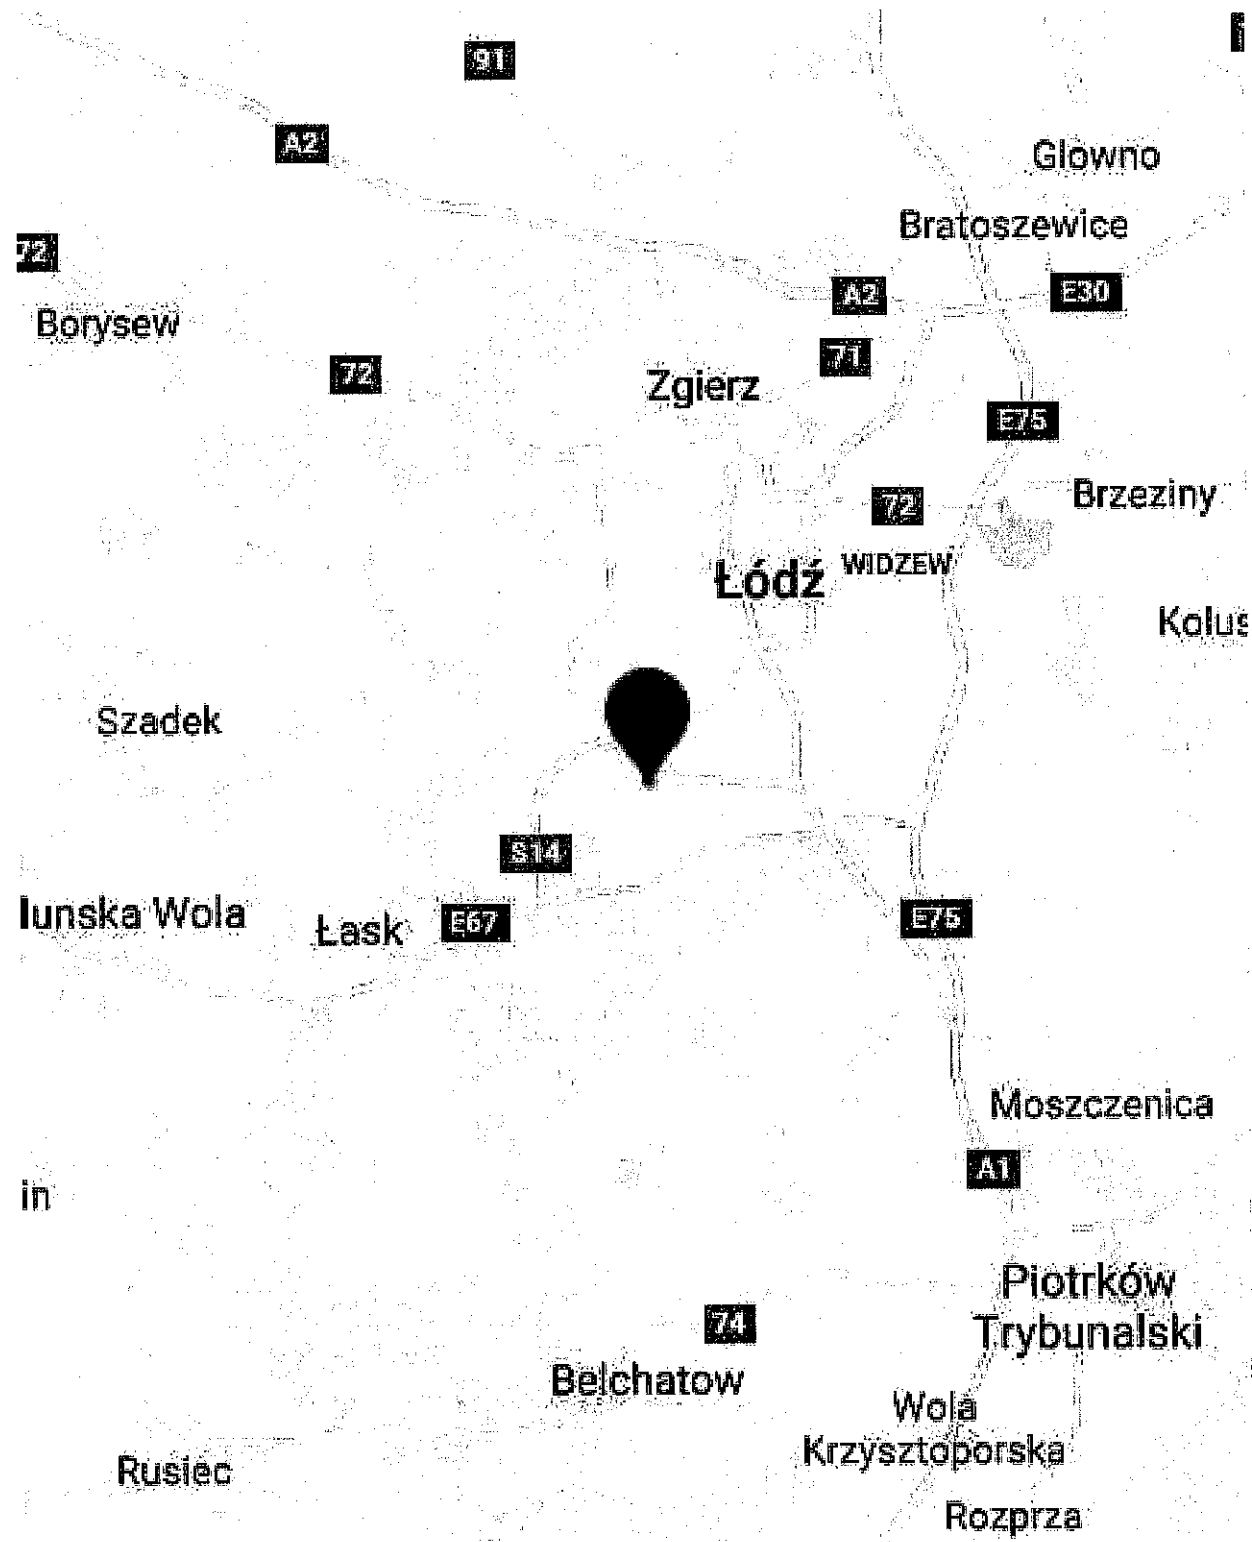 91
A2
Glowno
Bratoszewice
72
A2
E30
Borysew
71
72
Zgierz
E75
Brzeziny
72
WIDZEW
Łódź
Kolus
Szadek
S14
lunska Wola
Łask
E67
E75
Moszczenica
A1
in
Piotrków
Trybunalski
74
Belchatow
Wola
Krzysztoporska
Rusiec
Rozprza